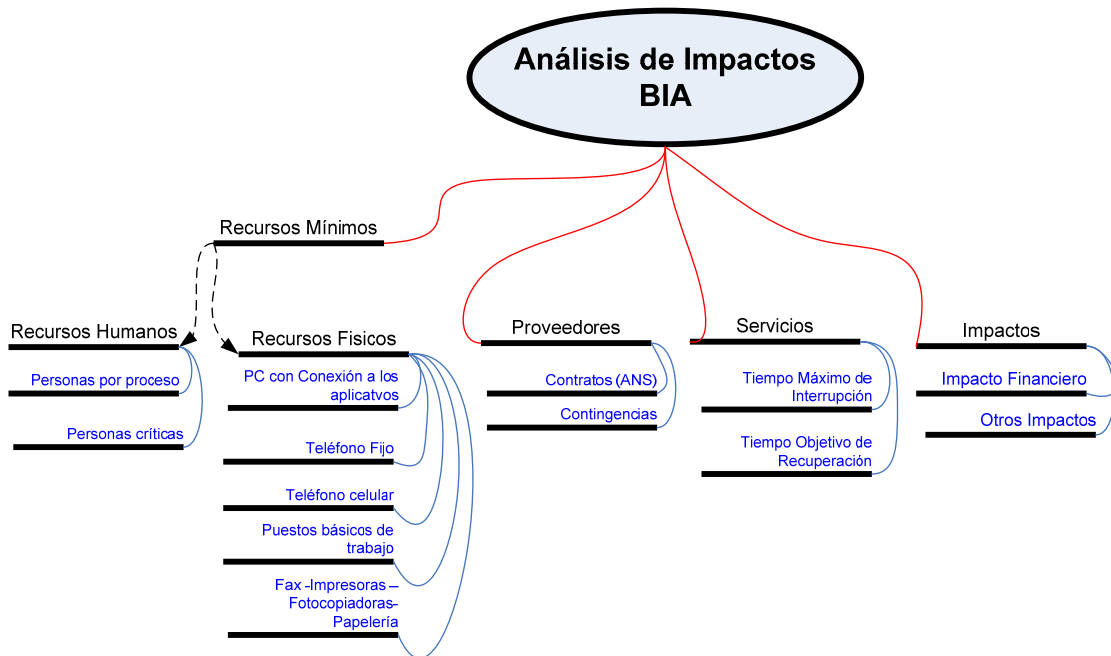 Análisis de Impactos
BIA
Recursos Mínimos
Recursos Humanos
Personas por proceso
Personas críticas
Recursos Fisicos
PC con Conexión a los
aplicatvos
Teléfono Fijo
Teléfono celular
Puestos básicos de
trabajo
Fax -Impresoras –
Fotocopiadoras-
Papelería
Proveedores
Contratos (ANS)
Contingencias
Servicios
Tiempo Máximo de
Interrupción
Tiempo Objetivo de
Recuperación
Impactos
Impacto Financiero
Otros Impactos